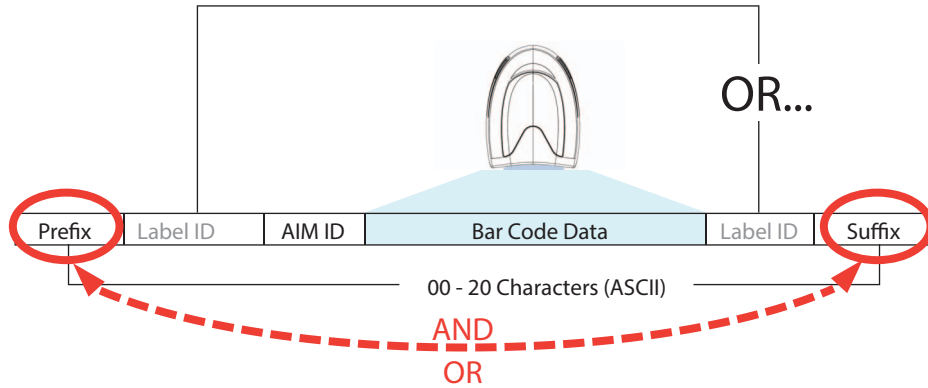 OR...
Prefix Label ID AIM ID Bar Code Data Label ID Suffix
00 - 20 Characters (ASCII)
AND
OR